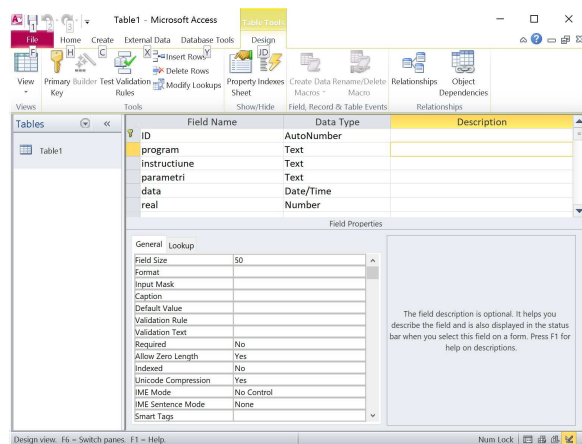 Table1 - Microsoft Access
Table Tools
1 2 3
File Home Create External Data Database Tools Design
F H C X Y JD
View
Primary Key
Builder
Test Validation Rules
Insert Rows
Delete Rows
Modify Lookups
Property Sheet
Indexes
Create Data Macros
Rename/Delete Macro
Relationships
Object Dependencies
Views Tools Show/Hide Field, Record & Table Events Relationships
Tables «
Table1
Field Name Data Type Description
ID AutoNumber
program Text
instructiune Text
parametri Text
data Date/Time
real Number
Field Properties
General Lookup
Field Size 50
Format
Input Mask
Caption
Default Value
Validation Rule
Validation Text
Required No
Allow Zero Length Yes
Indexed No
Unicode Compression Yes
IME Mode No Control
IME Sentence Mode None
Smart Tags
The field description is optional. It helps you
describe the field and is also displayed in the status
bar when you select this field on a form. Press F1 for
help on descriptions.
Design view. F6 = Switch panes. F1 = Help. Num Lock